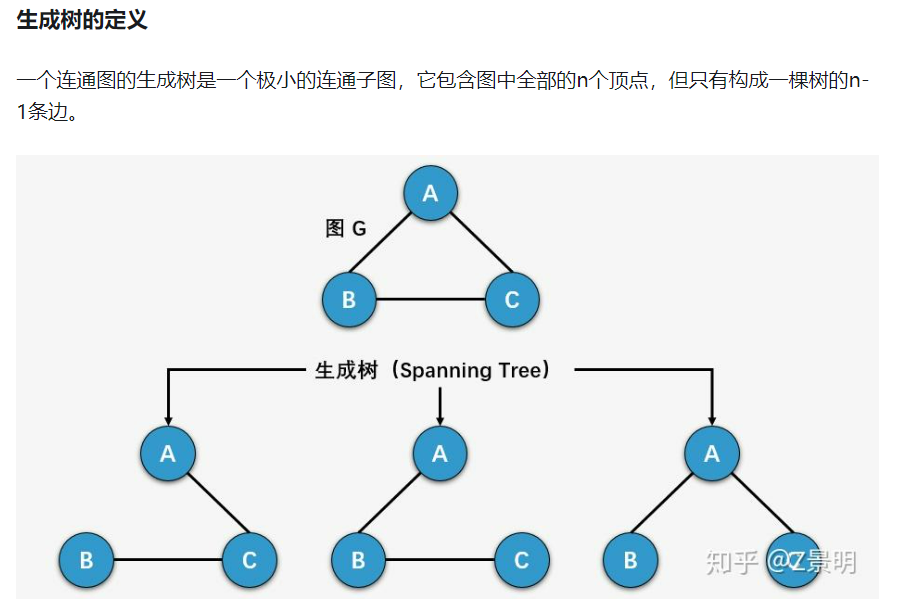 生成树的定义
一个连通图的生成树是一个极小的连通子图，它包含图中全部的n个顶点，但只有构成一棵树的n-
1条边。
A
图 G
B
C
生成树（Spanning Tree）
A
A
A
B
C
B
C
B
C
知乎 @Z景明